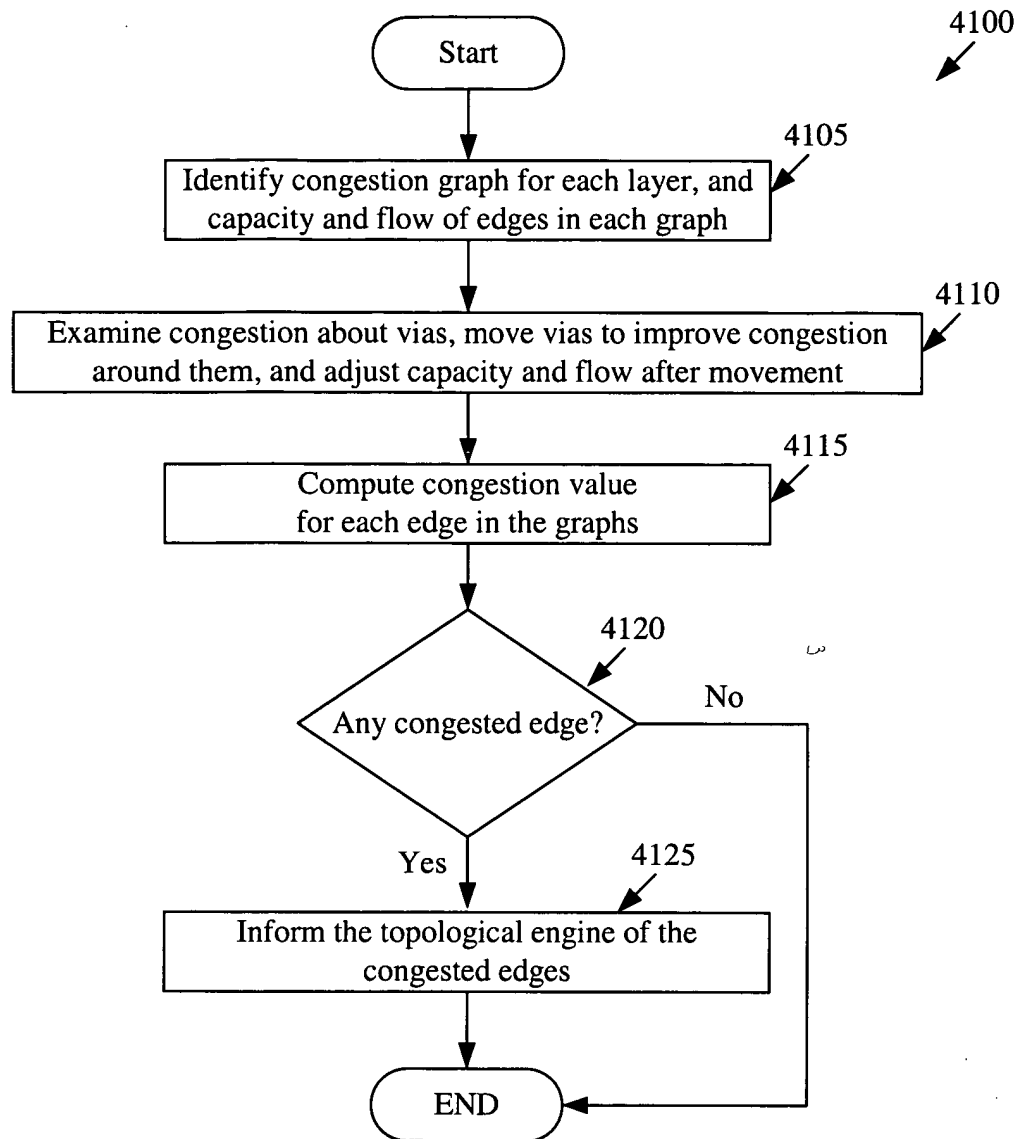 4100
Start
4105
Identify congestion graph for each layer, and
capacity and flow of edges in each graph
4110
Examine congestion about vias, move vias to improve congestion
around them, and adjust capacity and flow after movement
4115
Compute congestion value
for each edge in the graphs
4120
Any congested edge?
No
Yes
4125
Inform the topological engine of the
congested edges
END